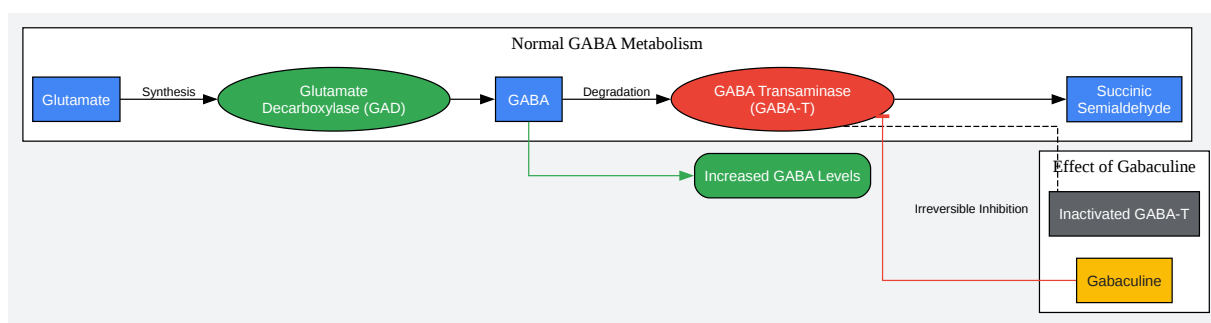 Normal GABA Metabolism
Glutamate
Synthesis
Glutamate
Decarboxylase (GAD)
GABA
Degradation
GABA Transaminase
(GABA-T)
Succinic
Semialdehyde
Increased GABA Levels
Effect of Gabaculine
Irreversible Inhibition
Inactivated GABA-T
Gabaculine